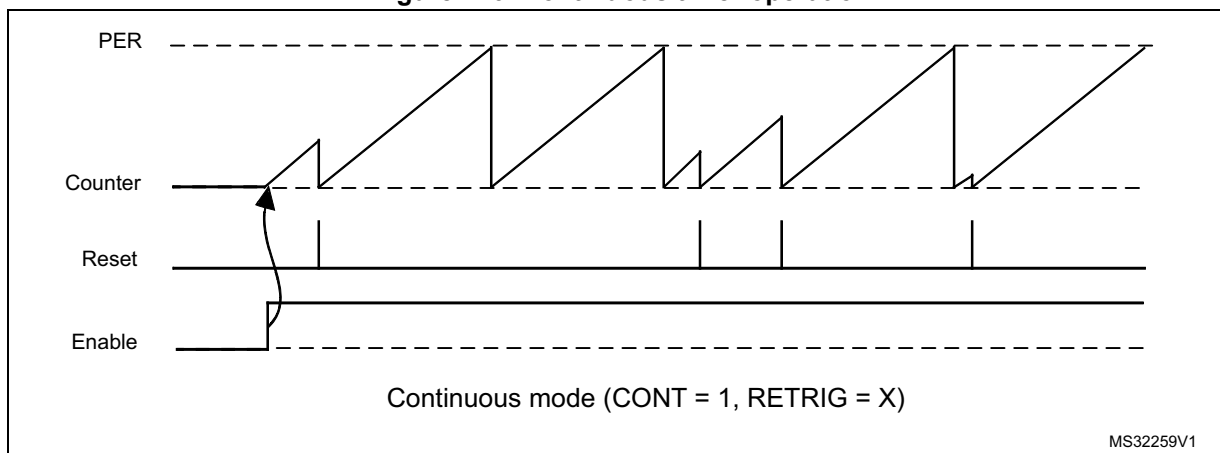 PER
Counter
Reset
Enable
Continuous mode (CONT = 1, RETRIG = X)
MS32259V1